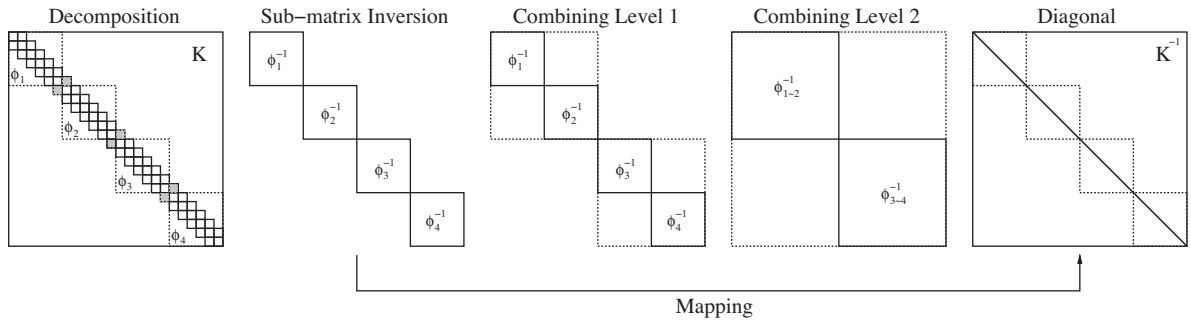 Decomposition
K
ϕ1
ϕ2
ϕ3
ϕ4
Sub−matrix Inversion
ϕ1⁻¹
ϕ2⁻¹
ϕ3⁻¹
ϕ4⁻¹
Combining Level 1
ϕ1⁻¹
ϕ2⁻¹
ϕ3⁻¹
ϕ4⁻¹
Combining Level 2
ϕ1~2⁻¹
ϕ3~4⁻¹
Diagonal
K⁻¹
Mapping